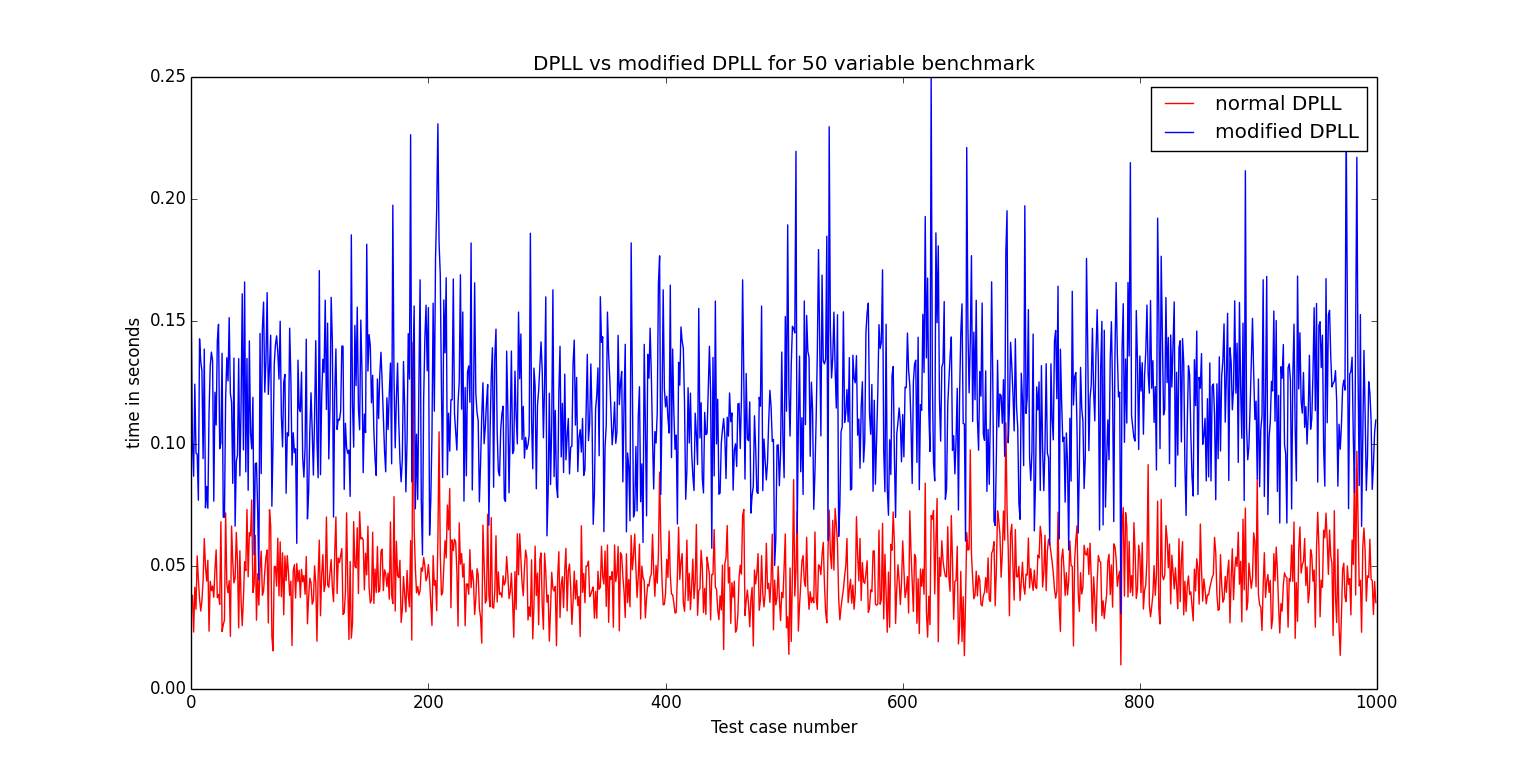 DPLL vs modified DPLL for 50 variable benchmark
0.25
normal DPLL
modified DPLL
0.20
0.15
time in seconds
0.10
0.05
0.00
0 200 400 600 800 1000
Test case number